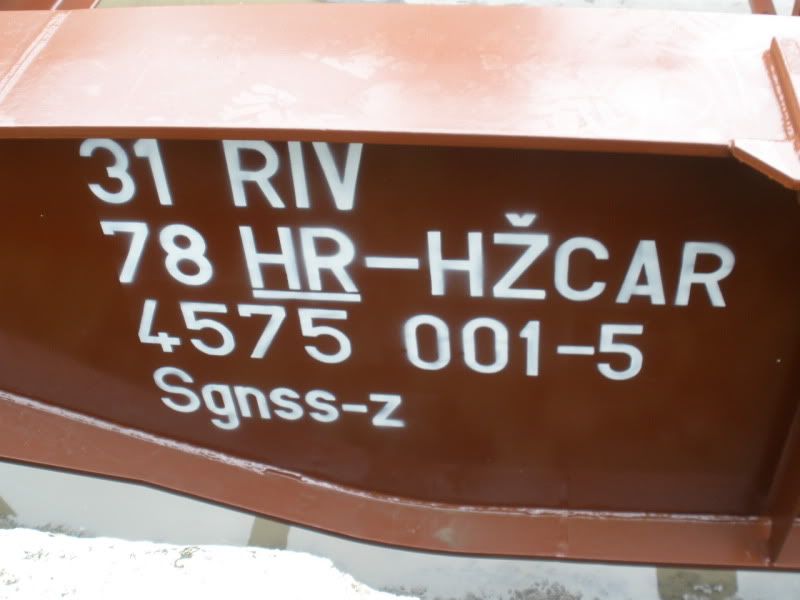 31 RIV
78 HR-HŽCAR
4575 001-5
Sgnss-z